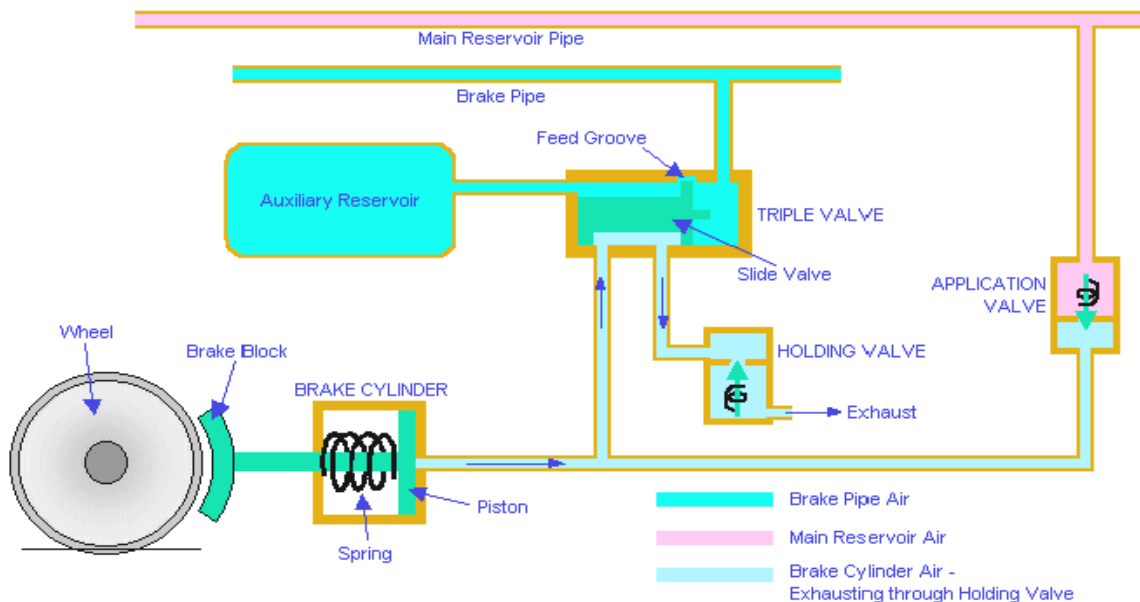 Main Reservoir Pipe
Brake Pipe
Feed Groove
Auxiliary Reservoir
TRIPLE VALVE
Slide Valve
APPLICATION
VALVE
Wheel
Brake Block
HOLDING VALVE
BRAKE CYLINDER
Exhaust
Piston
Spring
Brake Pipe Air
Main Reservoir Air
Brake Cylinder Air -
Exhausting through Holding Valve